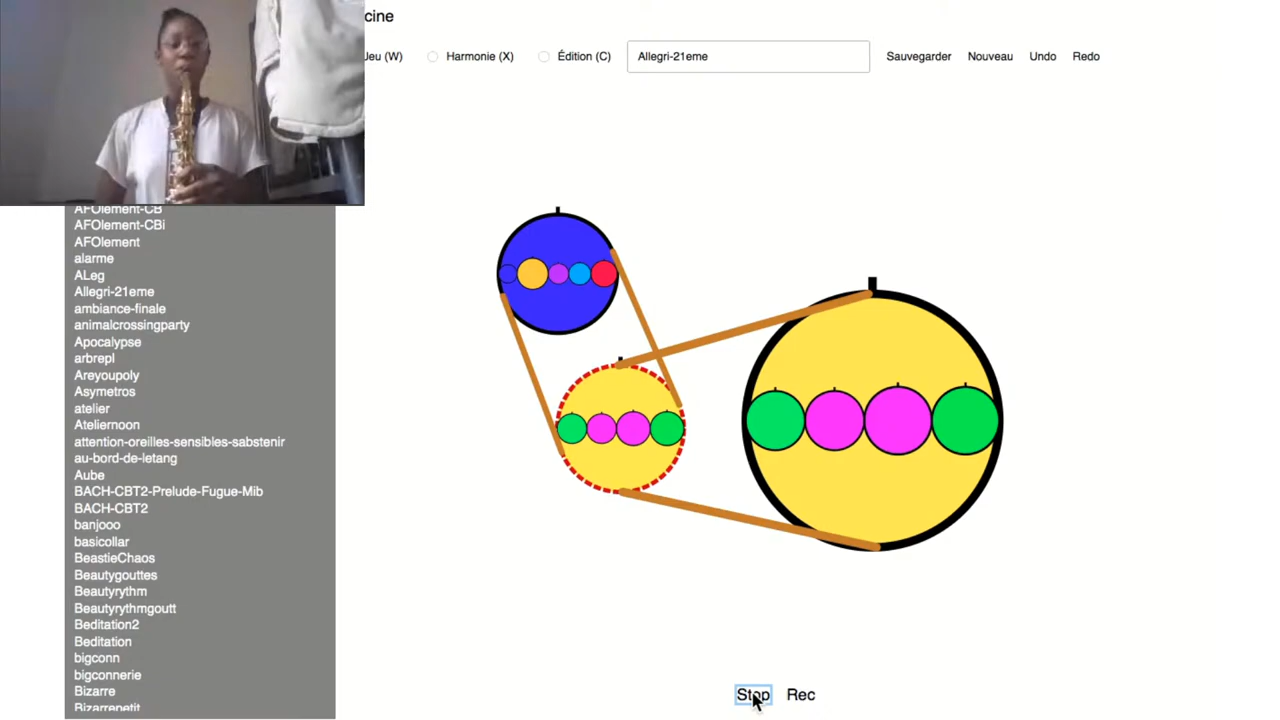 cine
Jeu (W) Harmonie (X) Édition (C) Allegri-21eme Sauvegarder Nouveau Undo Redo
AFOlement-CB
AFOlement-CBi
AFOlement
alarme
ALeg
Allegri-21eme
ambiance-finale
animalcrossingparty
Apocalypse
arbrepl
Areyoupoly
Asymetros
atelier
Ateliernoon
attention-oreilles-sensibles-sabstenir
au-bord-de-letang
Aube
BACH-CBT2-Prelude-Fugue-Mib
BACH-CBT2
banjooo
basicollar
BeastieChaos
Beautygouttes
Beautyrythm
Beautyrythmgoutt
Beditation2
Beditation
bigconn
bigconnerie
Bizarre
Bizarrepetit
Stop Rec